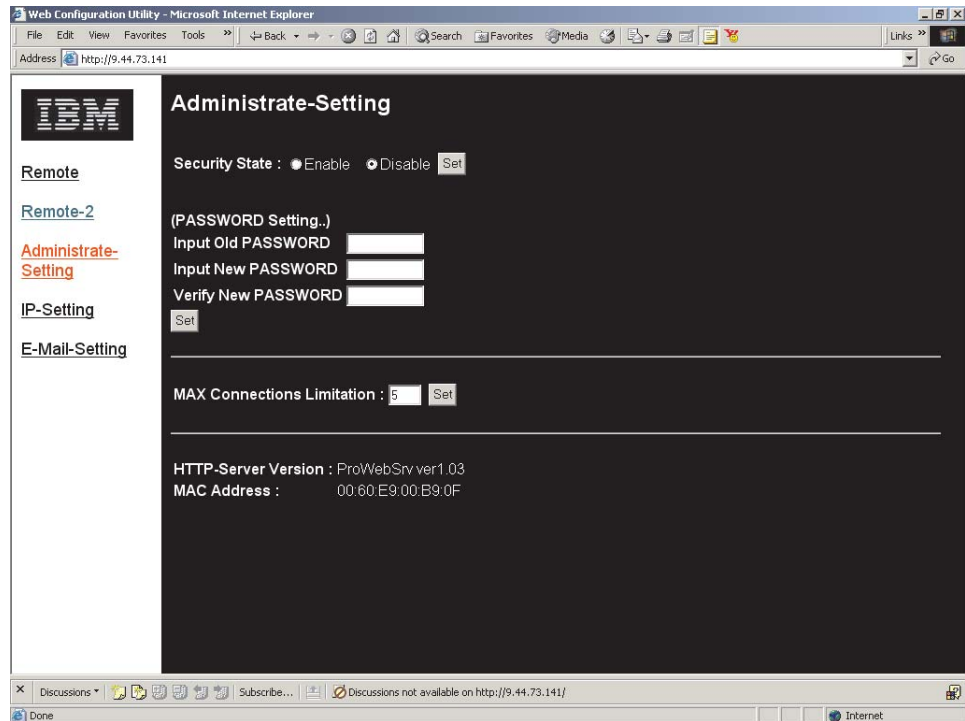 Web Configuration Utility - Microsoft Internet Explorer
File Edit View Favorites Tools » Back Search Favorites Media Links »
Address http://9.44.73.141 Go
IBM
Remote
Remote-2
Administrate-
Setting
IP-Setting
E-Mail-Setting
Administrate-Setting
Security State : Enable Disable Set
(PASSWORD Setting..)
Input Old PASSWORD
Input New PASSWORD
Verify New PASSWORD
Set
MAX Connections Limitation : 5 Set
HTTP-Server Version : ProWebSrv ver1.03
MAC Address : 00:60:E9:00:B9:0F
Discussions Subscribe... Discussions not available on http://9.44.73.141/
Done Internet